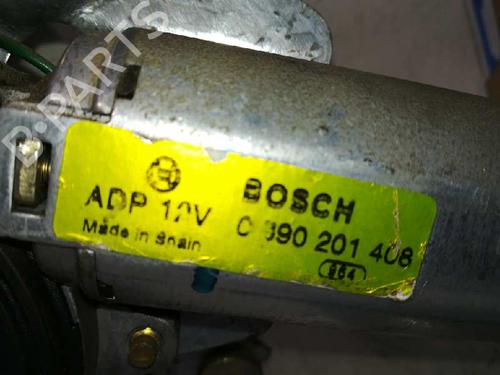 B-PARTS
BOSCH
ADP 12V
0 390 201 408
Made in Spain
864